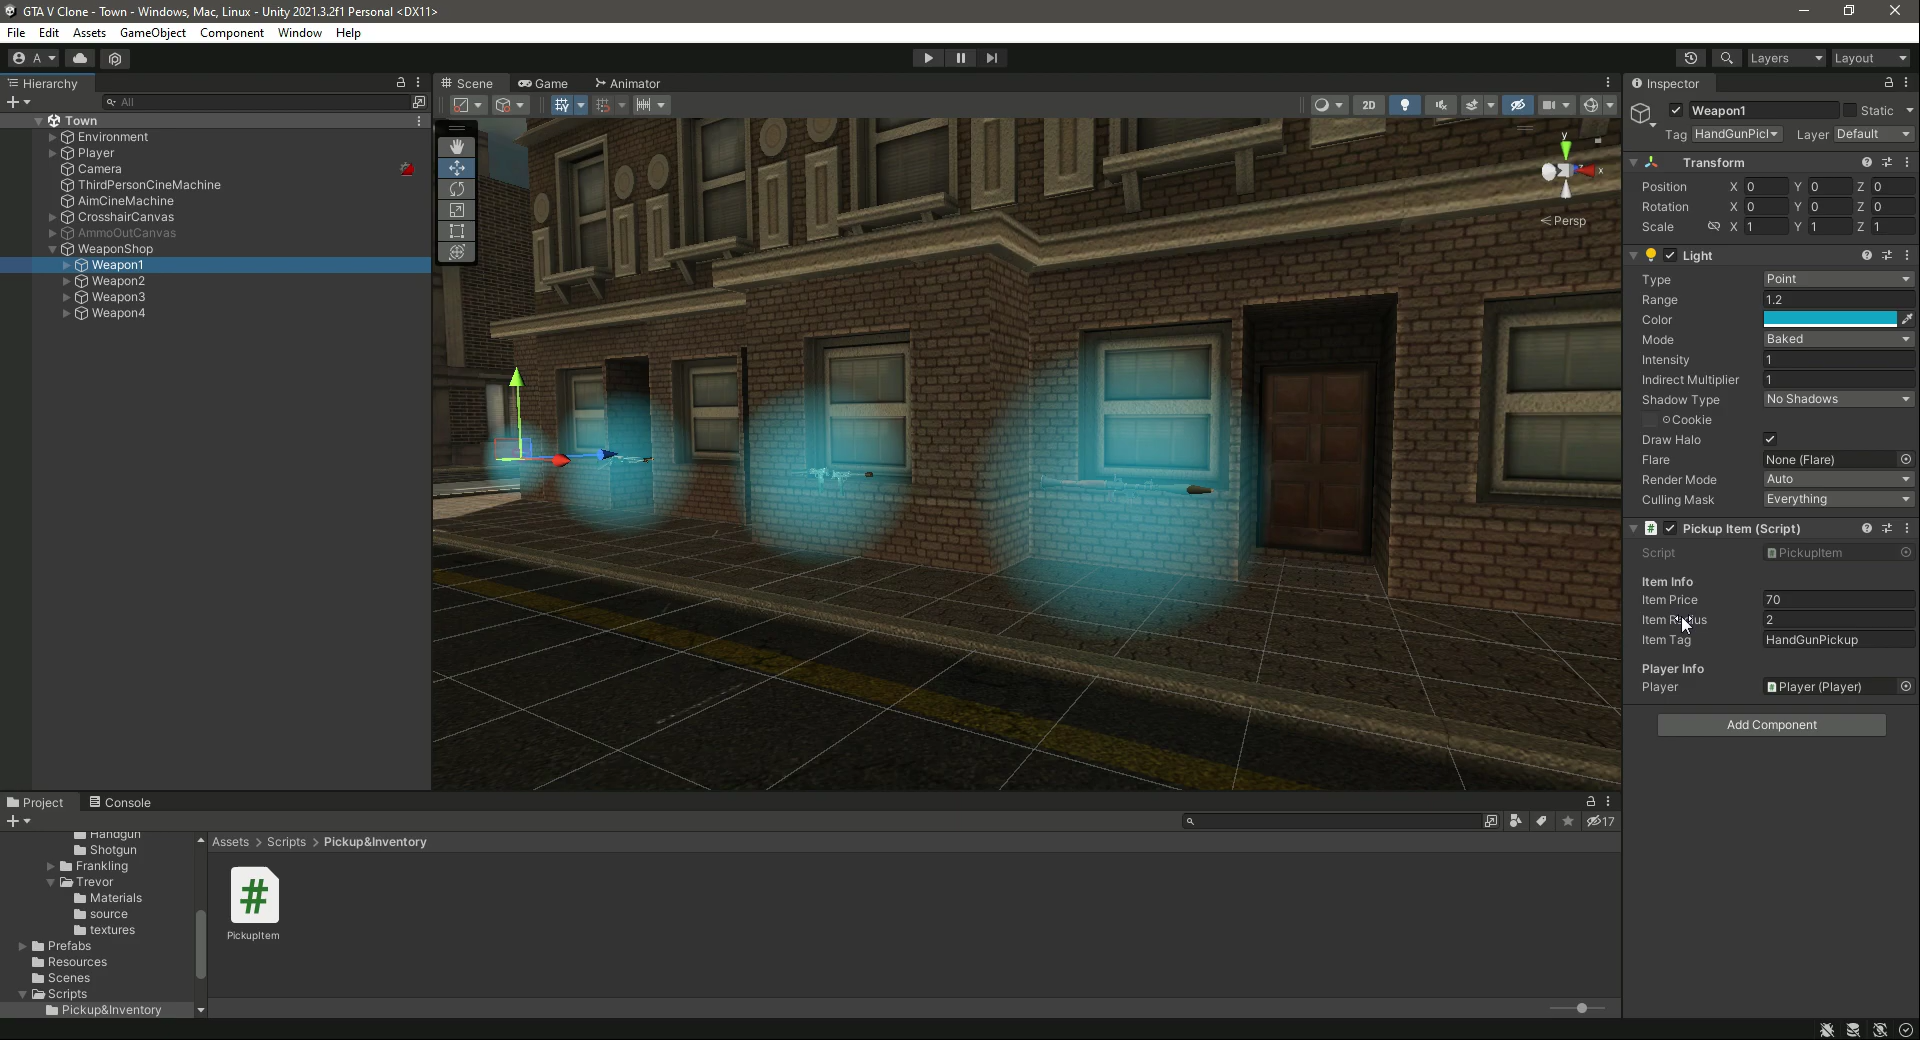 GTA V Clone - Town - Windows, Mac, Linux - Unity 2021.3.2f1 Personal <DX11>
File Edit Assets GameObject Component Window Help
A Layers Layout
Hierarchy
All
Town
Environment
Player
Camera
ThirdPersonCineMachine
AimCineMachine
CrosshairCanvas
AmmoOutCanvas
WeaponShop
Weapon1
Weapon2
Weapon3
Weapon4
Scene Game Animator
2D
y
x
Persp
Inspector
Weapon1 Static
Tag HandGunPicl Layer Default
Transform
Position X 0 Y 0 Z 0
Rotation X 0 Y 0 Z 0
Scale X 1 Y 1 Z 1
Light
Type Point
Range 1.2
Color
Mode Baked
Intensity 1
Indirect Multiplier 1
Shadow Type No Shadows
Cookie
Draw Halo
Flare None (Flare)
Render Mode Auto
Culling Mask Everything
# Pickup Item (Script)
Script PickupItem
Item Info
Item Price 70
Item Radius 2
Item Tag HandGunPickup
Player Info
Player Player (Player)
Add Component
Project Console
17
Handgun
Shotgun
Frankling
Trevor
Materials
source
textures
Prefabs
Resources
Scenes
Scripts
Pickup&Inventory
Assets > Scripts > Pickup&Inventory
#
PickupItem